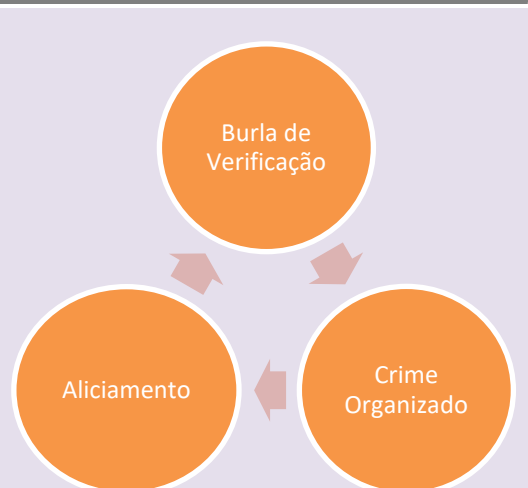 Burla de
Verificação
Crime
Organizado
Aliciamento